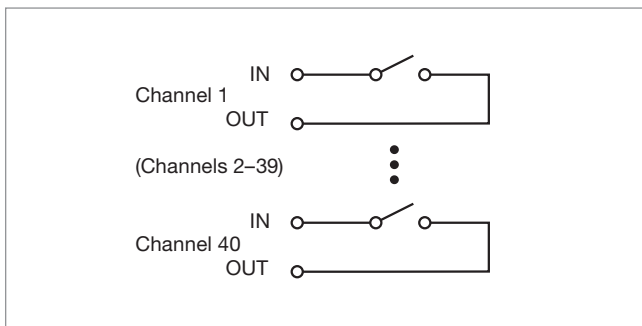 IN
Channel 1
OUT
(Channels 2–39)
IN
Channel 40
OUT